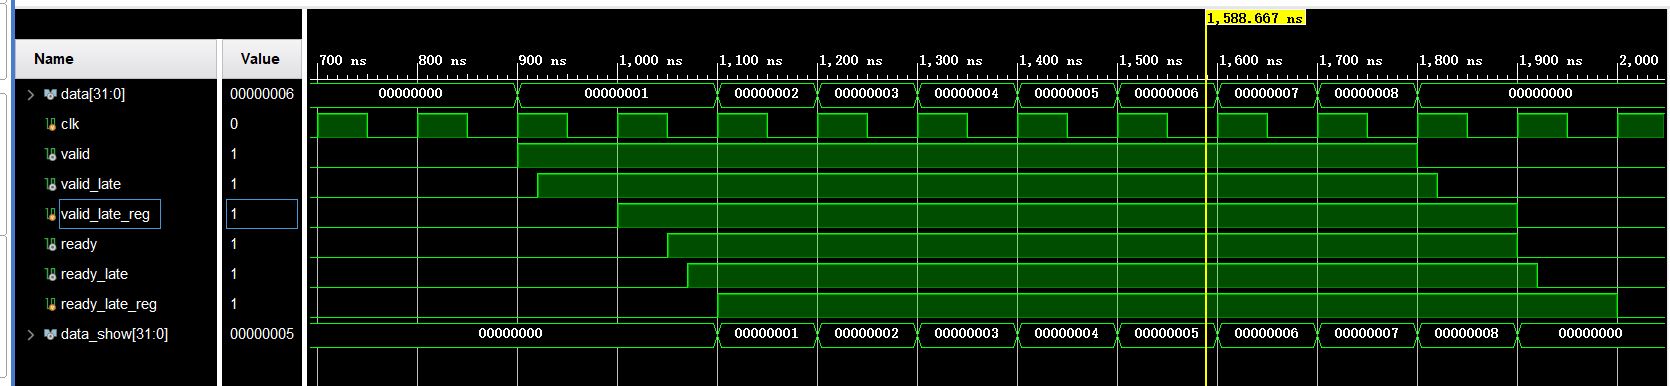 1,588.667 ns
Name Value 700 ns 800 ns 900 ns 1,000 ns 1,100 ns 1,200 ns 1,300 ns 1,400 ns 1,500 ns 1,600 ns 1,700 ns 1,800 ns 1,900 ns 2,000
data[31:0] 00000006 00000000 00000001 00000002 00000003 00000004 00000005 00000006 00000007 00000008 00000000
clk 0
valid 1
valid_late 1
valid_late_reg 1
ready 1
ready_late 1
ready_late_reg 1
data_show[31:0] 00000005 00000000 00000001 00000002 00000003 00000004 00000005 00000006 00000007 00000008 00000000